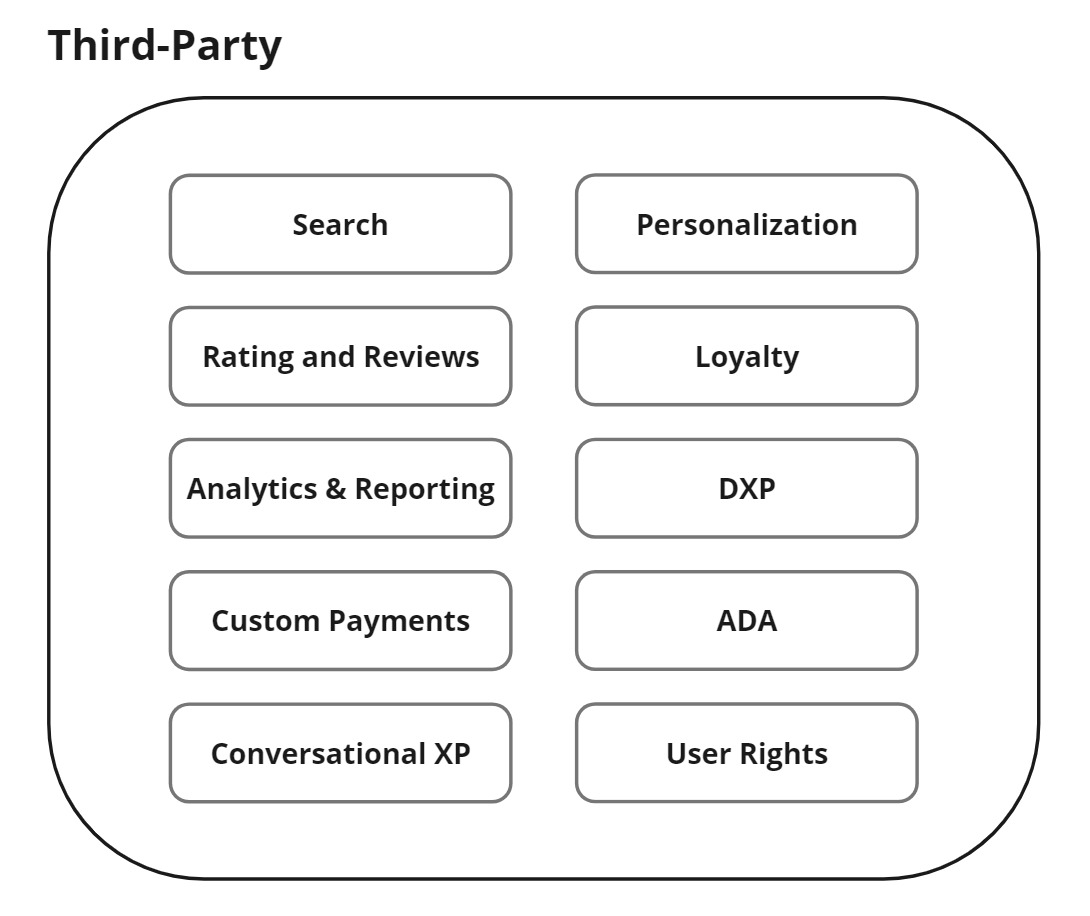 Third-Party
Search
Personalization
Rating and Reviews
Loyalty
Analytics & Reporting
DXP
Custom Payments
ADA
Conversational XP
User Rights